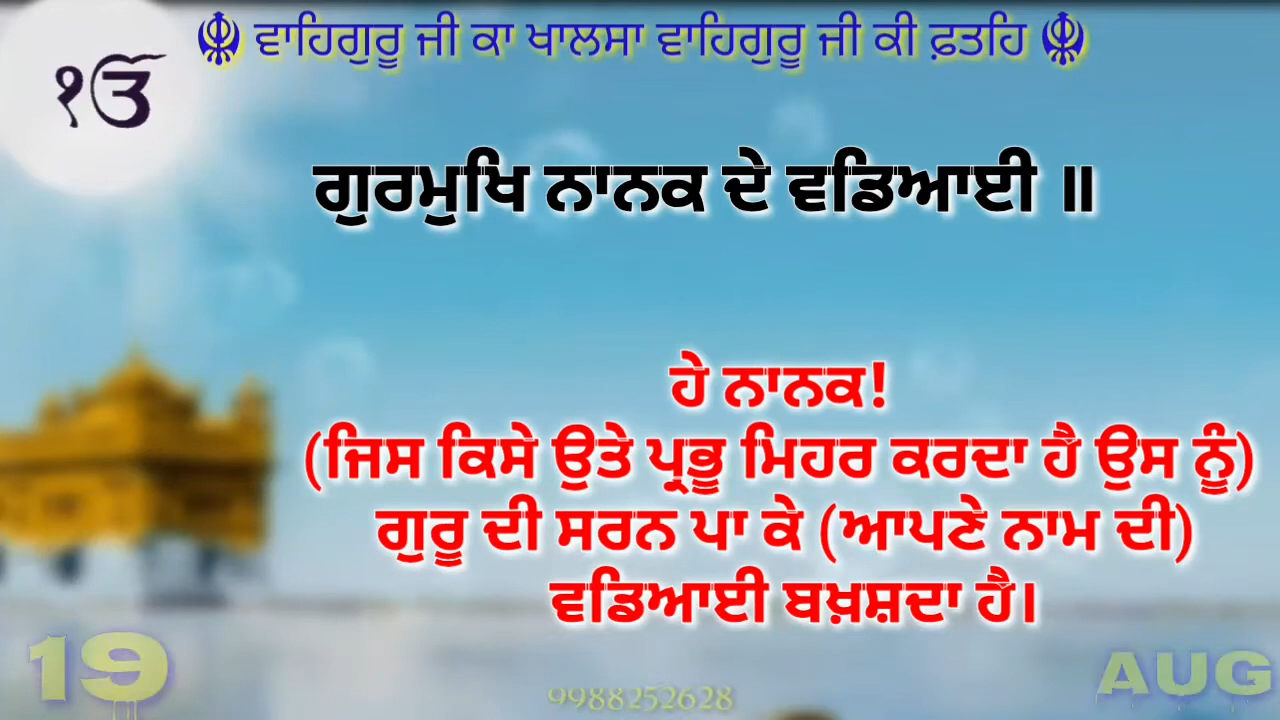 ☬ ਵਾਹਿਗੁਰੂ ਜੀ ਕਾ ਖਾਲਸਾ ਵਾਹਿਗੁਰੂ ਜੀ ਕੀ ਫ਼ਤਹਿ ☬
ੴ
ਗੁਰਮੁਖਿ ਨਾਨਕ ਦੇ ਵਡਿਆਈ ॥
ਹੇ ਨਾਨਕ!
(ਜਿਸ ਕਿਸੇ ਉਤੇ ਪ੍ਰਭੂ ਮਿਹਰ ਕਰਦਾ ਹੈ ਉਸ ਨੂੰ)
ਗੁਰੂ ਦੀ ਸਰਨ ਪਾ ਕੇ (ਆਪਣੇ ਨਾਮ ਦੀ)
ਵਡਿਆਈ ਬਖ਼ਸ਼ਦਾ ਹੈ।
19
AUG
9988252628